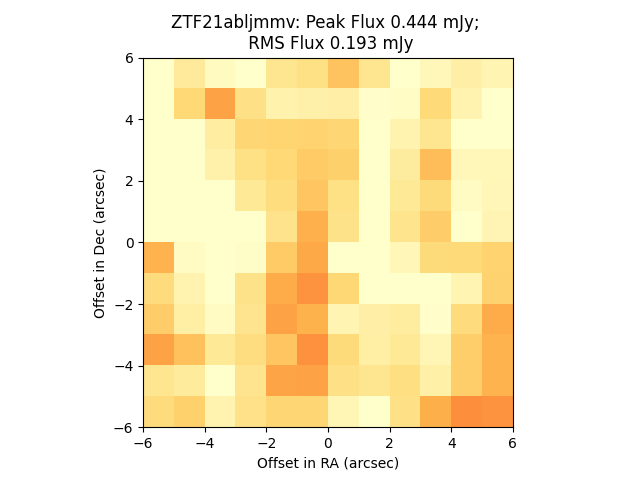 ZTF21abljmmv: Peak Flux 0.444 mJy;
RMS Flux 0.193 mJy
6
4
2
0
−2
−4
−6
Offset in Dec (arcsec)
−6 −4 −2 0 2 4 6
Offset in RA (arcsec)